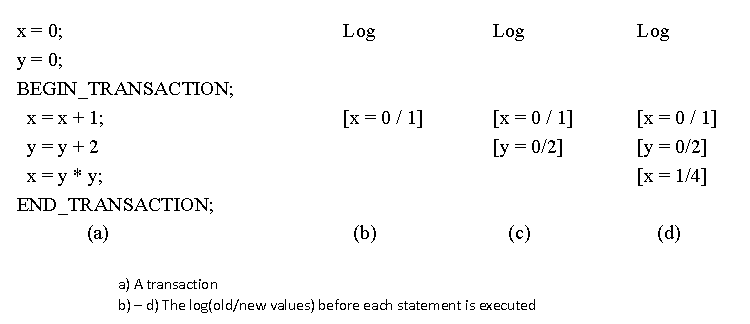 x = 0; Log Log Log
y = 0;
BEGIN_TRANSACTION;
x = x + 1; [x = 0 / 1] [x = 0 / 1] [x = 0 / 1]
y = y + 2 [y = 0/2] [y = 0/2]
x = y * y; [x = 1/4]
END_TRANSACTION;
(a) (b) (c) (d)
a) A transaction
b) – d) The log(old/new values) before each statement is executed